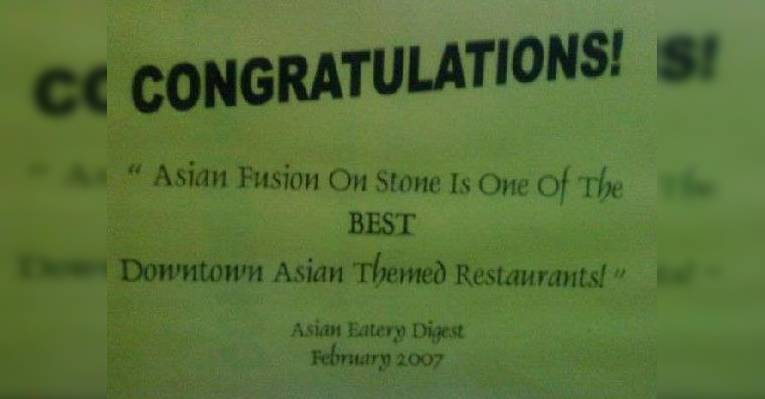 CONGRATULATIONS!
“ Asian Fusion On Stone Is One Of The
BEST
Downtown Asian Themed Restaurants! ”
Asian Eatery Digest
February 2007